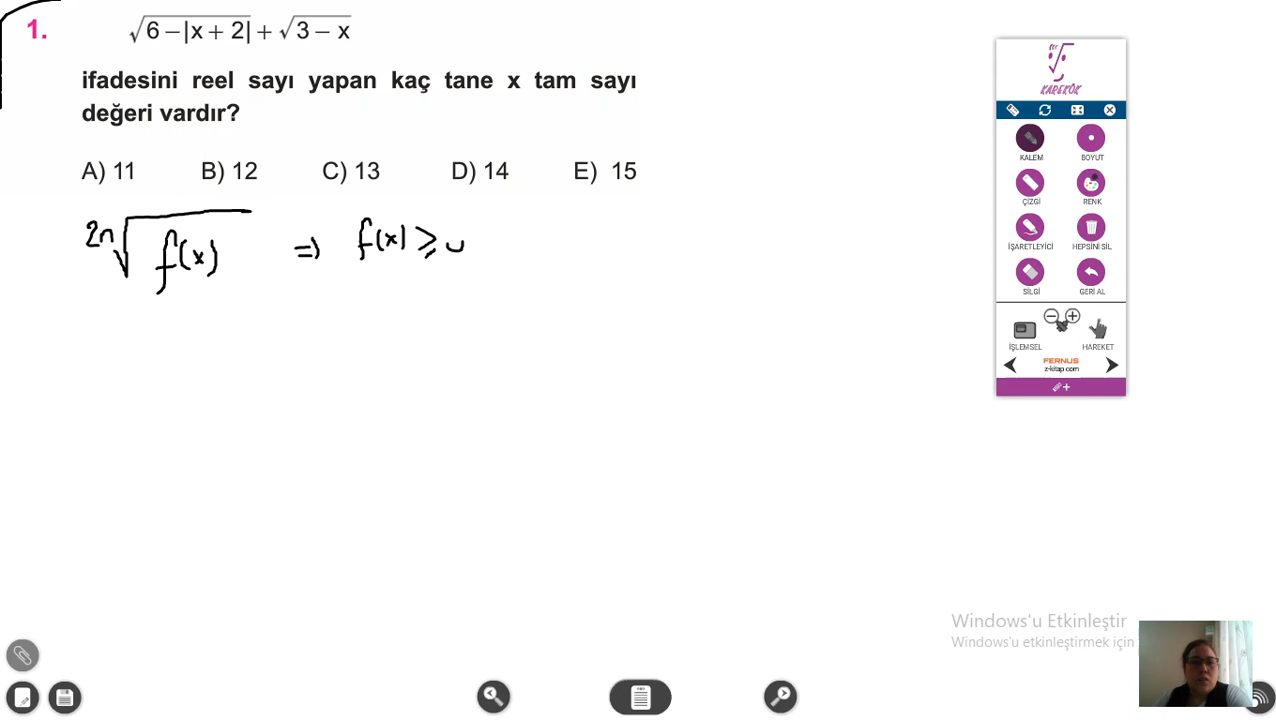 1. √6 – |x + 2| + √3 – x
ifadesini reel sayı yapan kaç tane x tam sayı
değeri vardır?
A) 11 B) 12 C) 13 D) 14 E) 15
2n√f(x) ⇒ f(x) ⩾ 0
KAREKÖK
KALEM BOYUT
ÇİZGİ RENK
İŞARETLEYİCİ HEPSİNİ SİL
SİLGİ GERİ AL
İŞLEMSEL HAREKET
FERNUS
z-kitap.com
Windows'u Etkinleştir
Windows'u etkinleştirmek için